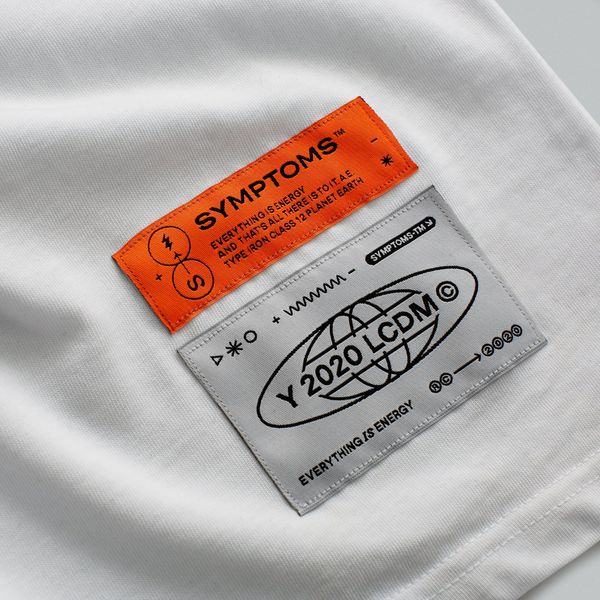 SYMPTOMS™
EVERYTHING IS ENERGY
AND THAT'S ALL THERE IS TO IT. A.E
TYPE IRON CLASS 12 PLANET EARTH
S
SYMPTOMS-TM
Y 2020 LCDM ©
EVERYTHING IS ENERGY
RC → 2020